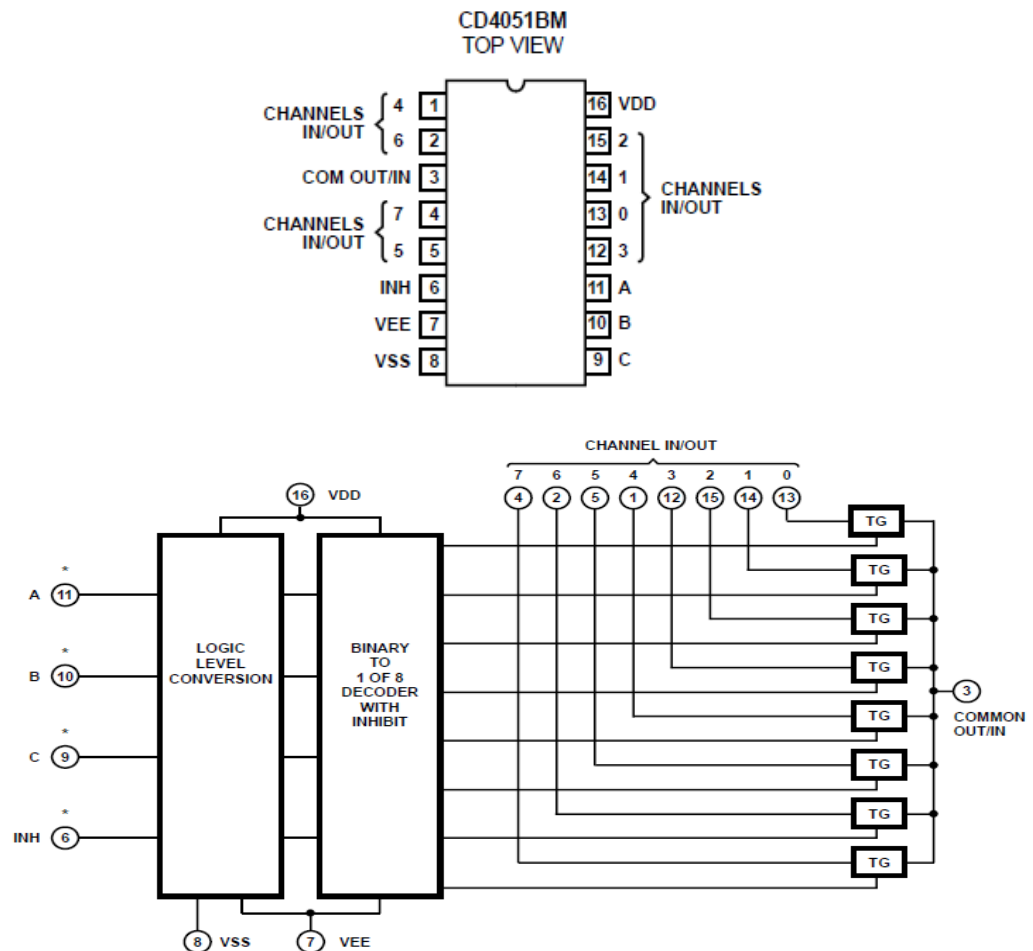 CD4051BM
TOP VIEW
CHANNELS
IN/OUT
4 1
6 2
COM OUT/IN 3
CHANNELS
IN/OUT
7 4
5 5
INH 6
VEE 7
VSS 8
16 VDD
15 2
14 1
13 0
12 3
CHANNELS
IN/OUT
11 A
10 B
9 C
CHANNEL IN/OUT
7 6 5 4 3 2 1 0
4 2 5 1 12 15 14 13
16 VDD
TG
TG
TG
TG
TG
TG
TG
TG
*
A 11
*
B 10
*
C 9
*
INH 6
LOGIC
LEVEL
CONVERSION
BINARY
TO
1 OF 8
DECODER
WITH
INHIBIT
3
COMMON
OUT/IN
8 VSS
7 VEE